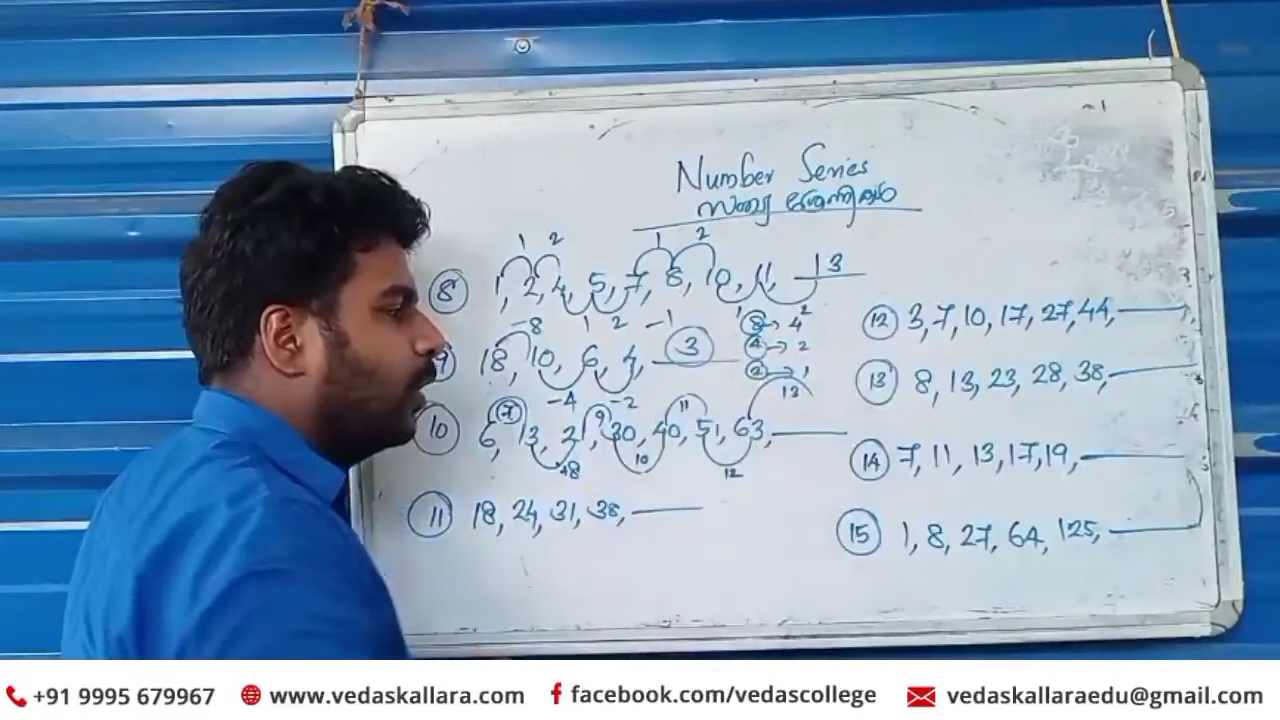 Number Series
സംഖ്യ ശ്രേണികൾ
1 2 1 2
⑧ 1, 2, 4, 5, 7, 8, 10, 11, 13
1 2 1 2
-8 -1 ⑧→ 4
9 18, 10, 6, 4, ③ ④→ 2
-4 -2 ②→ 1
⑦ 9 11 13
⑩ 6, 13, 21, 30, 40, 51, 63,
+8 10 12
⑪ 18, 24, 31, 38,
⑫ 3, 7, 10, 17, 27, 44,
⑬ 8, 13, 23, 28, 38,
⑭ 7, 11, 13, 17, 19,
⑮ 1, 8, 27, 64, 125,
+91 9995 679967 www.vedaskallara.com facebook.com/vedascollege vedaskallaraedu@gmail.com